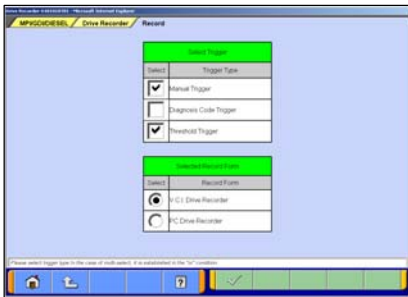 MPI/GDI/DIESEL Drive Recorder Record
Select Trigger
Select Trigger Type
Manual Trigger
Diagnosis Code Trigger
Threshold Trigger
Selected Record Form
Select Record Form
V.C.I. Drive Recorder
PC Drive Recorder
Please select trigger type.In the case of multi-select, it is established in the "or" condition.
?